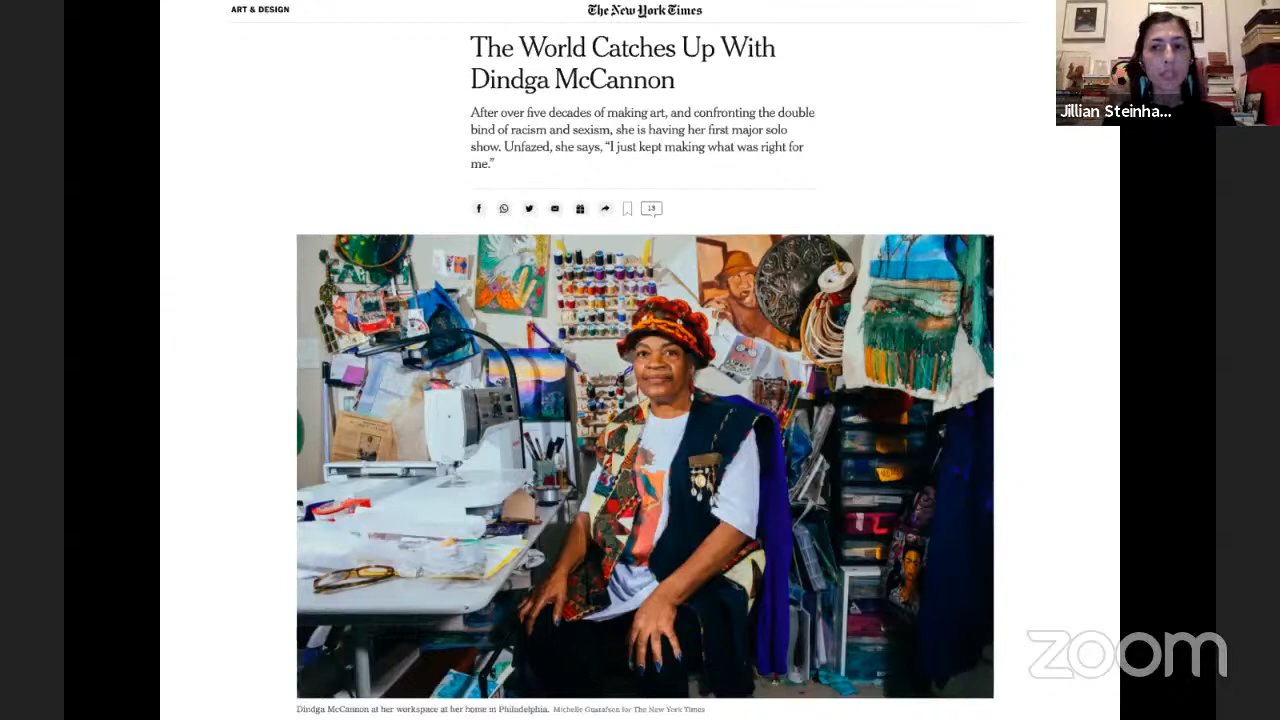 ART & DESIGN
The New York Times
The World Catches Up With
Dindga McCannon
After over five decades of making art, and confronting the double
bind of racism and sexism, she is having her first major solo
show. Unfazed, she says, “I just kept making what was right for
me.”
13
Dindga McCannon at her workspace at her home in Philadelphia. Michelle Gustafson for The New York Times
Jillian Steinha...
zoom